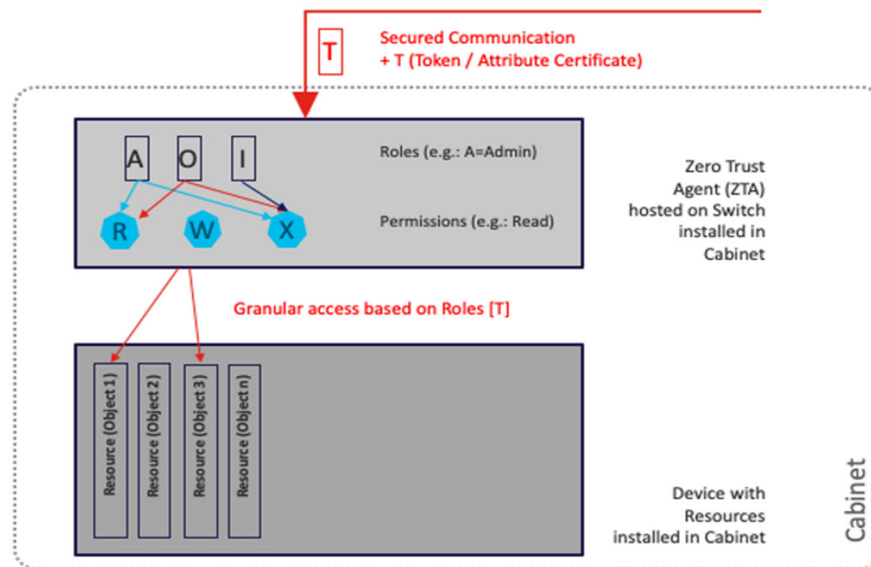 T
Secured Communication
+ T (Token / Attribute Certificate)
A O I
Roles (e.g.: A=Admin)
R W X
Permissions (e.g.: Read)
Zero Trust
Agent (ZTA)
hosted on Switch
installed in
Cabinet
Granular access based on Roles [T]
Resource (Object 1)
Resource (Object 2)
Resource (Object 3)
Resource (Object n)
Device with
Resources
installed in Cabinet
Cabinet